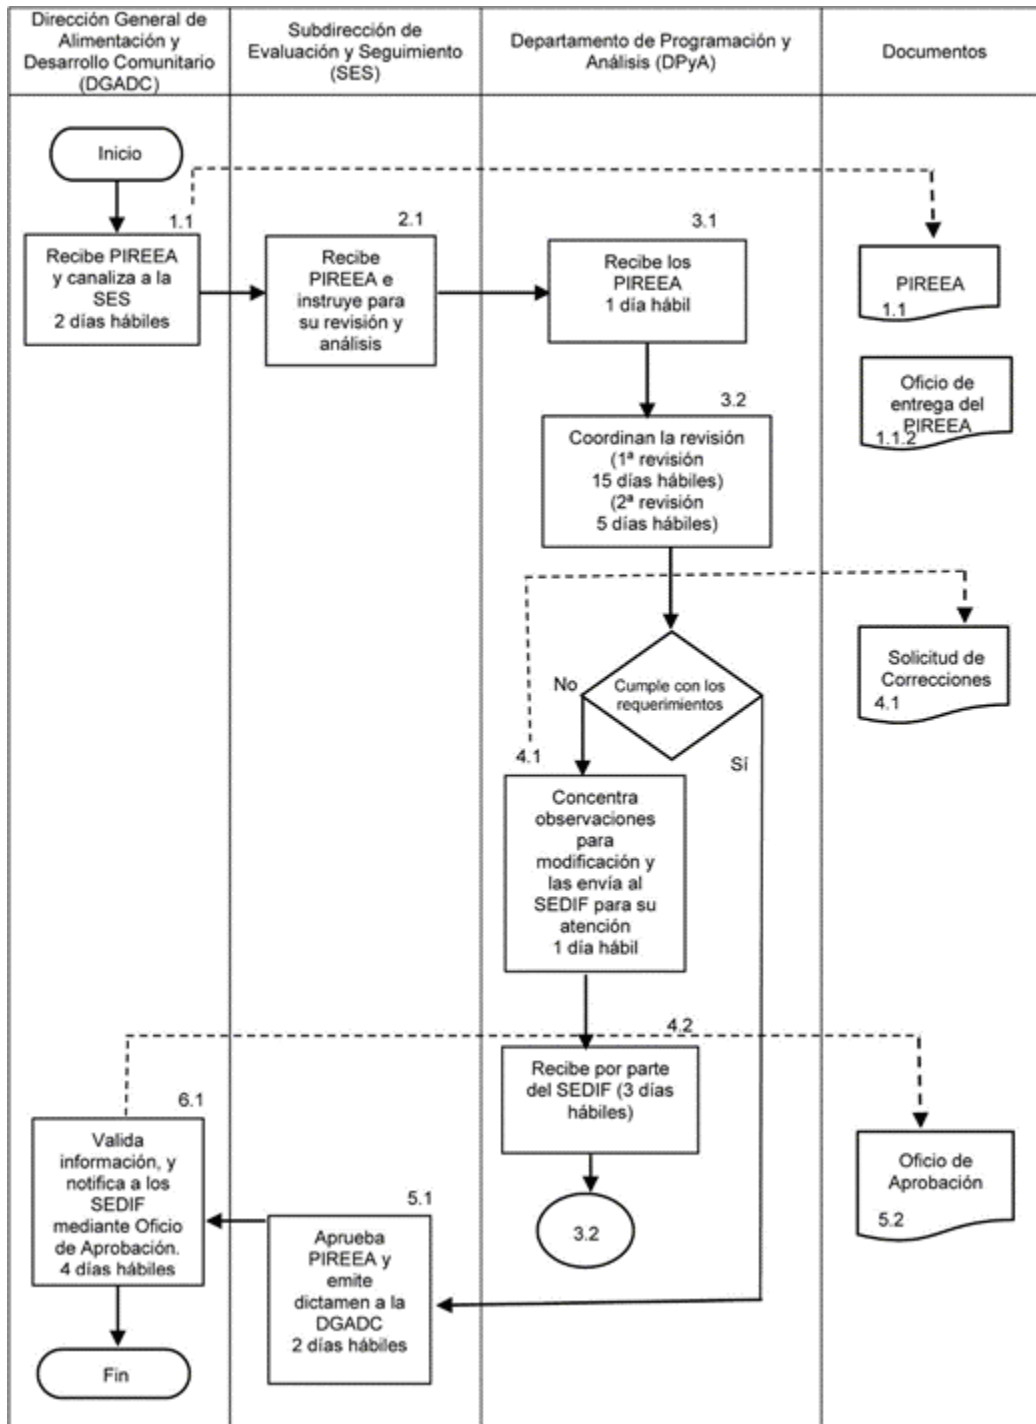 Dirección General de
Alimentación y
Desarrollo Comunitario
(DGADC)
Subdirección de
Evaluación y Seguimiento
(SES)
Departamento de Programación y
Análisis (DPyA)
Documentos
Inicio
1.1
Recibe PIREEA
y canaliza a la
SES
2 días hábiles
2.1
Recibe
PIREEA e
instruye para
su revisión y
análisis
3.1
Recibe los
PIREEA
1 día hábil
PIREEA
1.1
Oficio de
entrega del
PIREEA
1.1.2
3.2
Coordinan la revisión
(1ª revisión
15 días hábiles)
(2ª revisión
5 días hábiles)
Cumple con los
requerimientos
No
Sí
Solicitud de
Correcciones
4.1
4.1
Concentra
observaciones
para
modificación y
las envía al
SEDIF para su
atención
1 día hábil
4.2
Recibe por parte
del SEDIF (3 días
hábiles)
3.2
5.1
Aprueba
PIREEA y
emite
dictamen a la
DGADC
2 días hábiles
6.1
Valida
información, y
notifica a los
SEDIF
mediante Oficio
de Aprobación.
4 días hábiles
Oficio de
Aprobación
5.2
Fin